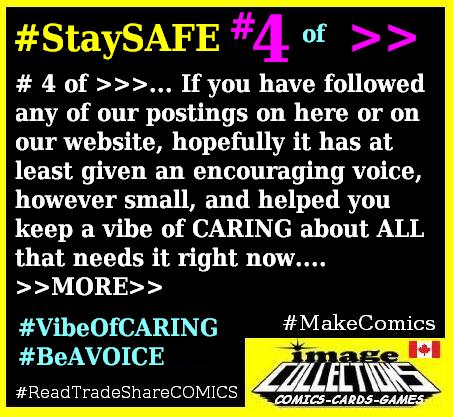 #StaySAFE #4 of >>
# 4 of >>>... If you have followed
any of our postings on here or on
our website, hopefully it has at
least given an encouraging voice,
however small, and helped you
keep a vibe of CARING about ALL
that needs it right now....
>>MORE>>
#VibeOfCARING
#MakeComics
#BeAVOICE
#ReadTradeShareCOMICS
image
COLLECTIONS
COMICS-CARDS-GAMES